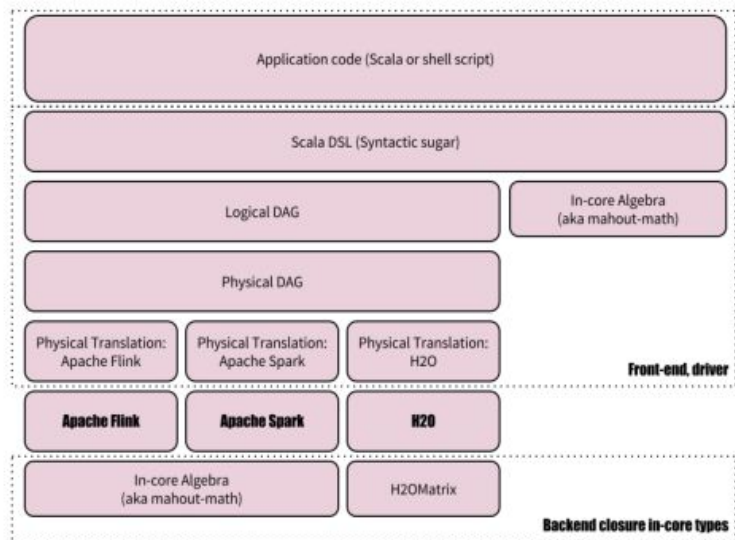 Application code (Scala or shell script)
Scala DSL (Syntactic sugar)
Logical DAG
In-core Algebra
(aka mahout-math)
Physical DAG
Physical Translation:
Apache Flink
Physical Translation:
Apache Spark
Physical Translation:
H2O
Front-end, driver
Apache Flink
Apache Spark
H2O
In-core Algebra
(aka mahout-math)
H2OMatrix
Backend closure in-core types